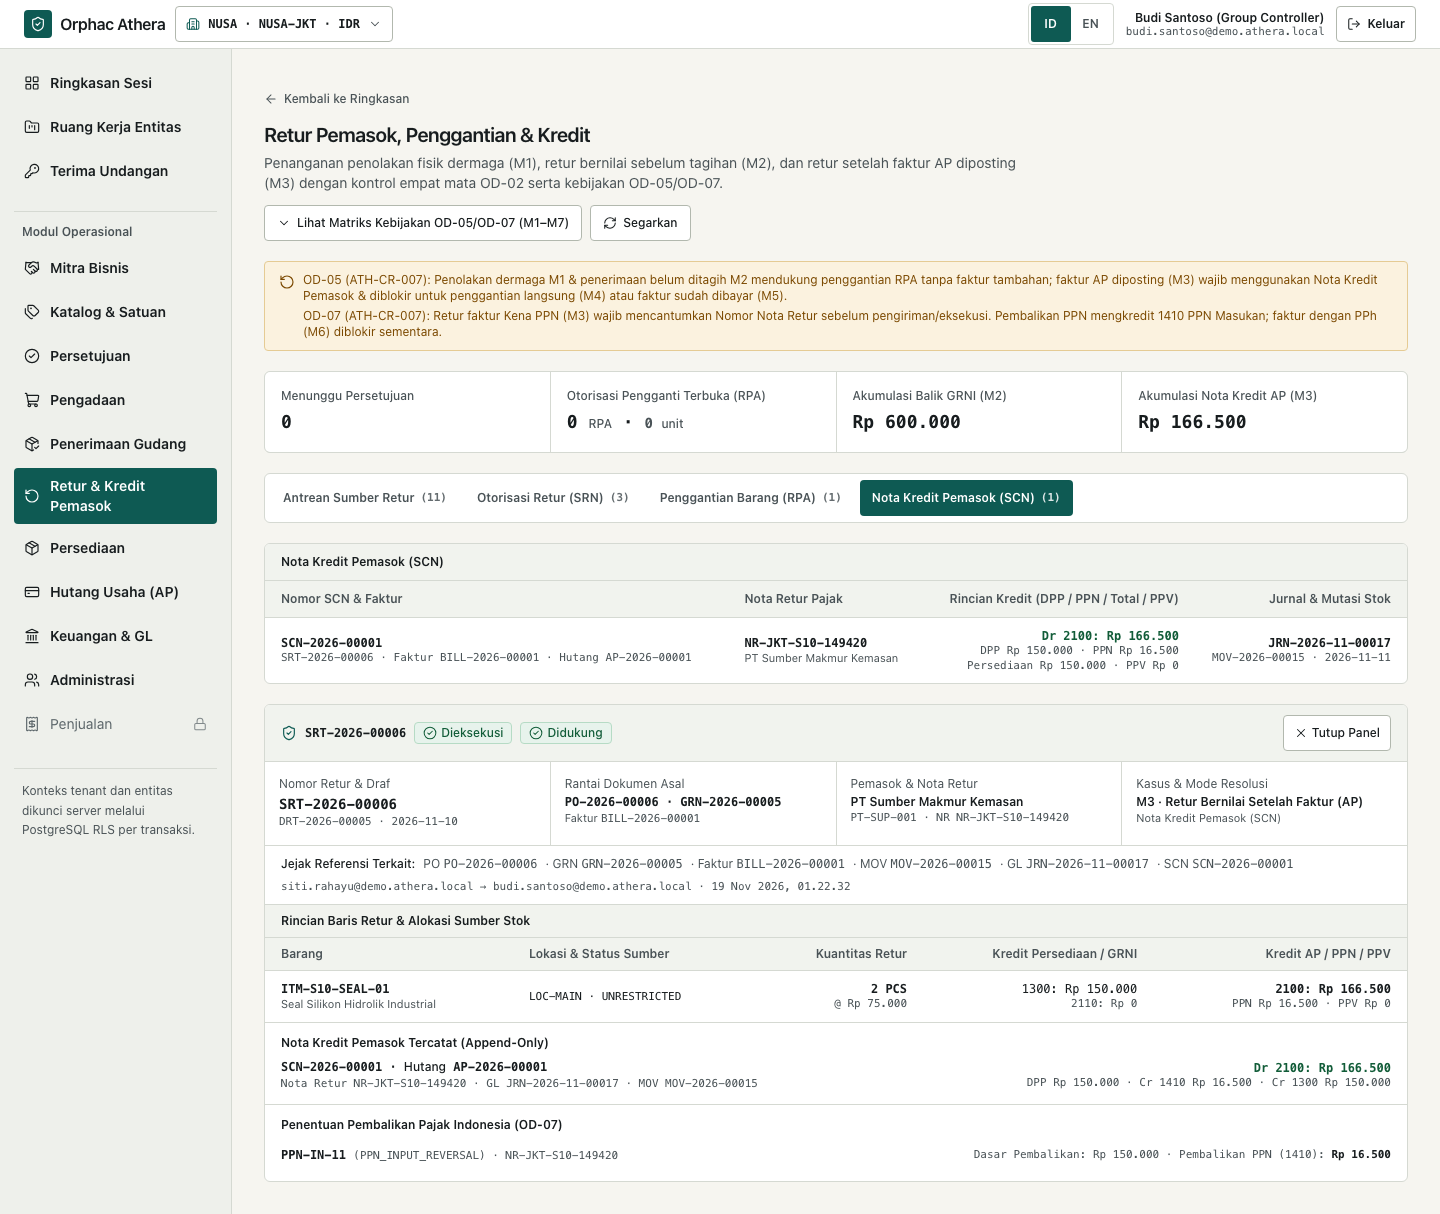 Orphac Athera
NUSA · NUSA-JKT · IDR
ID EN
Budi Santoso (Group Controller)
budi.santoso@demo.athera.local
Keluar
Ringkasan Sesi
Ruang Kerja Entitas
Terima Undangan
Modul Operasional
Mitra Bisnis
Katalog & Satuan
Persetujuan
Pengadaan
Penerimaan Gudang
Retur & Kredit
Pemasok
Persediaan
Hutang Usaha (AP)
Keuangan & GL
Administrasi
Penjualan
Konteks tenant dan entitas
dikunci server melalui
PostgreSQL RLS per transaksi.
Kembali ke Ringkasan
Retur Pemasok, Penggantian & Kredit
Penanganan penolakan fisik dermaga (M1), retur bernilai sebelum tagihan (M2), dan retur setelah faktur AP diposting
(M3) dengan kontrol empat mata OD-02 serta kebijakan OD-05/OD-07.
Lihat Matriks Kebijakan OD-05/OD-07 (M1–M7)
Segarkan
OD-05 (ATH-CR-007): Penolakan dermaga M1 & penerimaan belum ditagih M2 mendukung penggantian RPA tanpa faktur tambahan; faktur AP diposting (M3) wajib menggunakan Nota Kredit
Pemasok & diblokir untuk penggantian langsung (M4) atau faktur sudah dibayar (M5).
OD-07 (ATH-CR-007): Retur faktur Kena PPN (M3) wajib mencantumkan Nomor Nota Retur sebelum pengiriman/eksekusi. Pembalikan PPN mengkredit 1410 PPN Masukan; faktur dengan PPh
(M6) diblokir sementara.
Menunggu Persetujuan
0
Otorisasi Pengganti Terbuka (RPA)
0 RPA · 0 unit
Akumulasi Balik GRNI (M2)
Rp 600.000
Akumulasi Nota Kredit AP (M3)
Rp 166.500
Antrean Sumber Retur (11)
Otorisasi Retur (SRN) (3)
Penggantian Barang (RPA) (1)
Nota Kredit Pemasok (SCN) (1)
Nota Kredit Pemasok (SCN)
Nomor SCN & Faktur
Nota Retur Pajak
Rincian Kredit (DPP / PPN / Total / PPV)
Jurnal & Mutasi Stok
SCN-2026-00001
SRT-2026-00006 · Faktur BILL-2026-00001 · Hutang AP-2026-00001
NR-JKT-S10-149420
PT Sumber Makmur Kemasan
Dr 2100: Rp 166.500
DPP Rp 150.000 · PPN Rp 16.500
Persediaan Rp 150.000 · PPV Rp 0
JRN-2026-11-00017
MOV-2026-00015 · 2026-11-11
SRT-2026-00006
Dieksekusi
Didukung
Tutup Panel
Nomor Retur & Draf
SRT-2026-00006
DRT-2026-00005 · 2026-11-10
Rantai Dokumen Asal
PO-2026-00006 · GRN-2026-00005
Faktur BILL-2026-00001
Pemasok & Nota Retur
PT Sumber Makmur Kemasan
PT-SUP-001 · NR NR-JKT-S10-149420
Kasus & Mode Resolusi
M3 · Retur Bernilai Setelah Faktur (AP)
Nota Kredit Pemasok (SCN)
Jejak Referensi Terkait: PO PO-2026-00006 · GRN GRN-2026-00005 · Faktur BILL-2026-00001 · MOV MOV-2026-00015 · GL JRN-2026-11-00017 · SCN SCN-2026-00001
siti.rahayu@demo.athera.local → budi.santoso@demo.athera.local · 19 Nov 2026, 01.22.32
Rincian Baris Retur & Alokasi Sumber Stok
Barang
Lokasi & Status Sumber
Kuantitas Retur
Kredit Persediaan / GRNI
Kredit AP / PPN / PPV
ITM-S10-SEAL-01
Seal Silikon Hidrolik Industrial
LOC-MAIN · UNRESTRICTED
2 PCS
@ Rp 75.000
1300: Rp 150.000
2110: Rp 0
2100: Rp 166.500
PPN Rp 16.500 · PPV Rp 0
Nota Kredit Pemasok Tercatat (Append-Only)
SCN-2026-00001 · Hutang AP-2026-00001
Nota Retur NR-JKT-S10-149420 · GL JRN-2026-11-00017 · MOV MOV-2026-00015
Dr 2100: Rp 166.500
DPP Rp 150.000 · Cr 1410 Rp 16.500 · Cr 1300 Rp 150.000
Penentuan Pembalikan Pajak Indonesia (OD-07)
PPN-IN-11 (PPN_INPUT_REVERSAL) · NR-JKT-S10-149420
Dasar Pembalikan: Rp 150.000 · Pembalikan PPN (1410): Rp 16.500